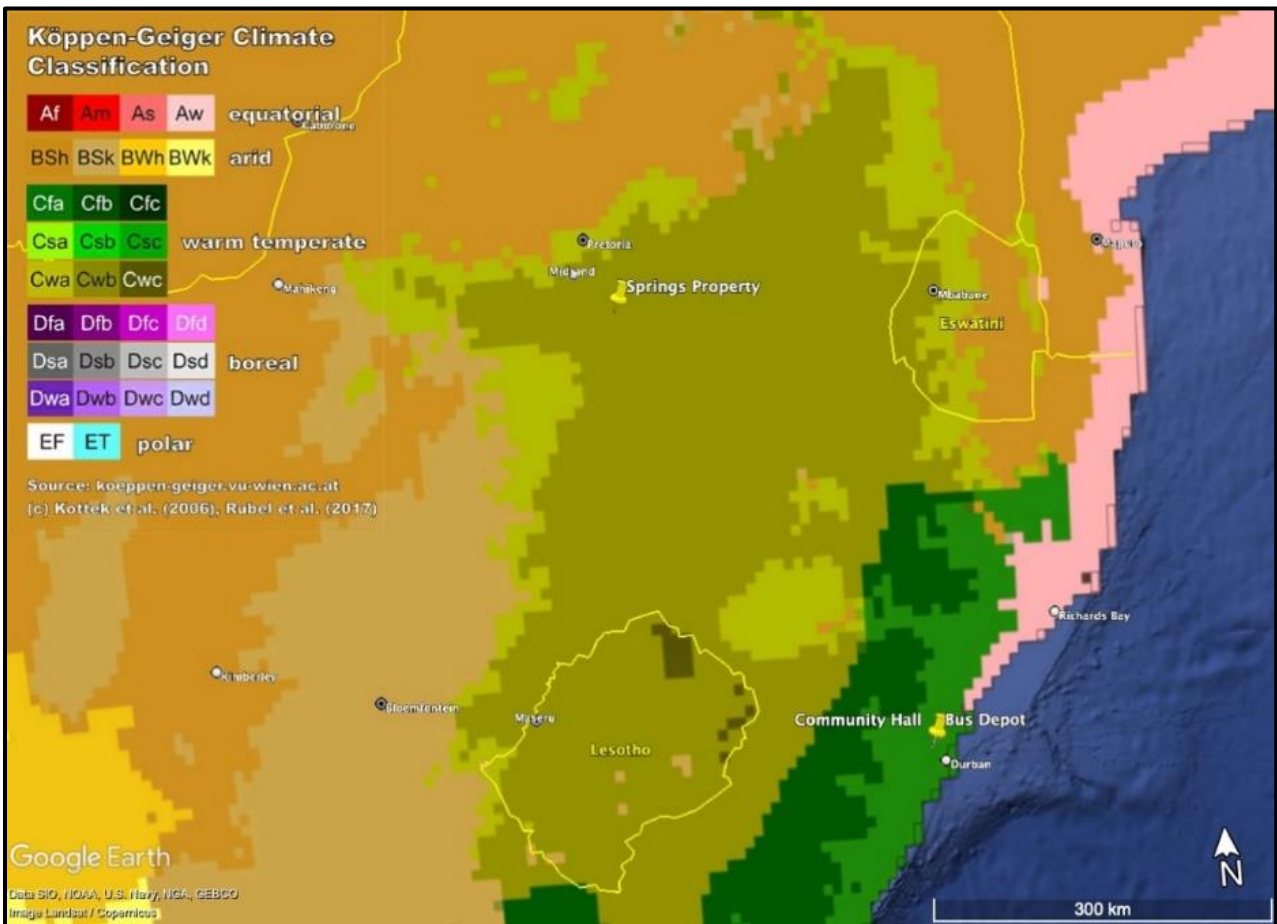 Köppen-Geiger Climate
Classification
Af Am As Aw equatorial
Gaborone
BSh BSk BWh BWk arid
Cfa Cfb Cfc
Csa Csb Csc warm temperate
Cwa Cwb Cwc
Dfa Dfb Dfc Dfd
Dsa Dsb Dsc Dsd boreal
Dwa Dwb Dwc Dwd
EF ET polar
Source: koeppen-geiger.vu-wien.ac.at
(c) Kottek et al. (2006), Rubel et al. (2017)
Pretoria
Maputo
Midrand
Mahikeng
Springs Property
Mbabane
Eswatini
Richards Bay
Kimberley
Bloemfontein
Maseru
Lesotho
Community Hall
Bus Depot
Durban
Google Earth
Data SIO, NOAA, U.S. Navy, NGA, GEBCO
Image Landsat / Copernicus
N
300 km